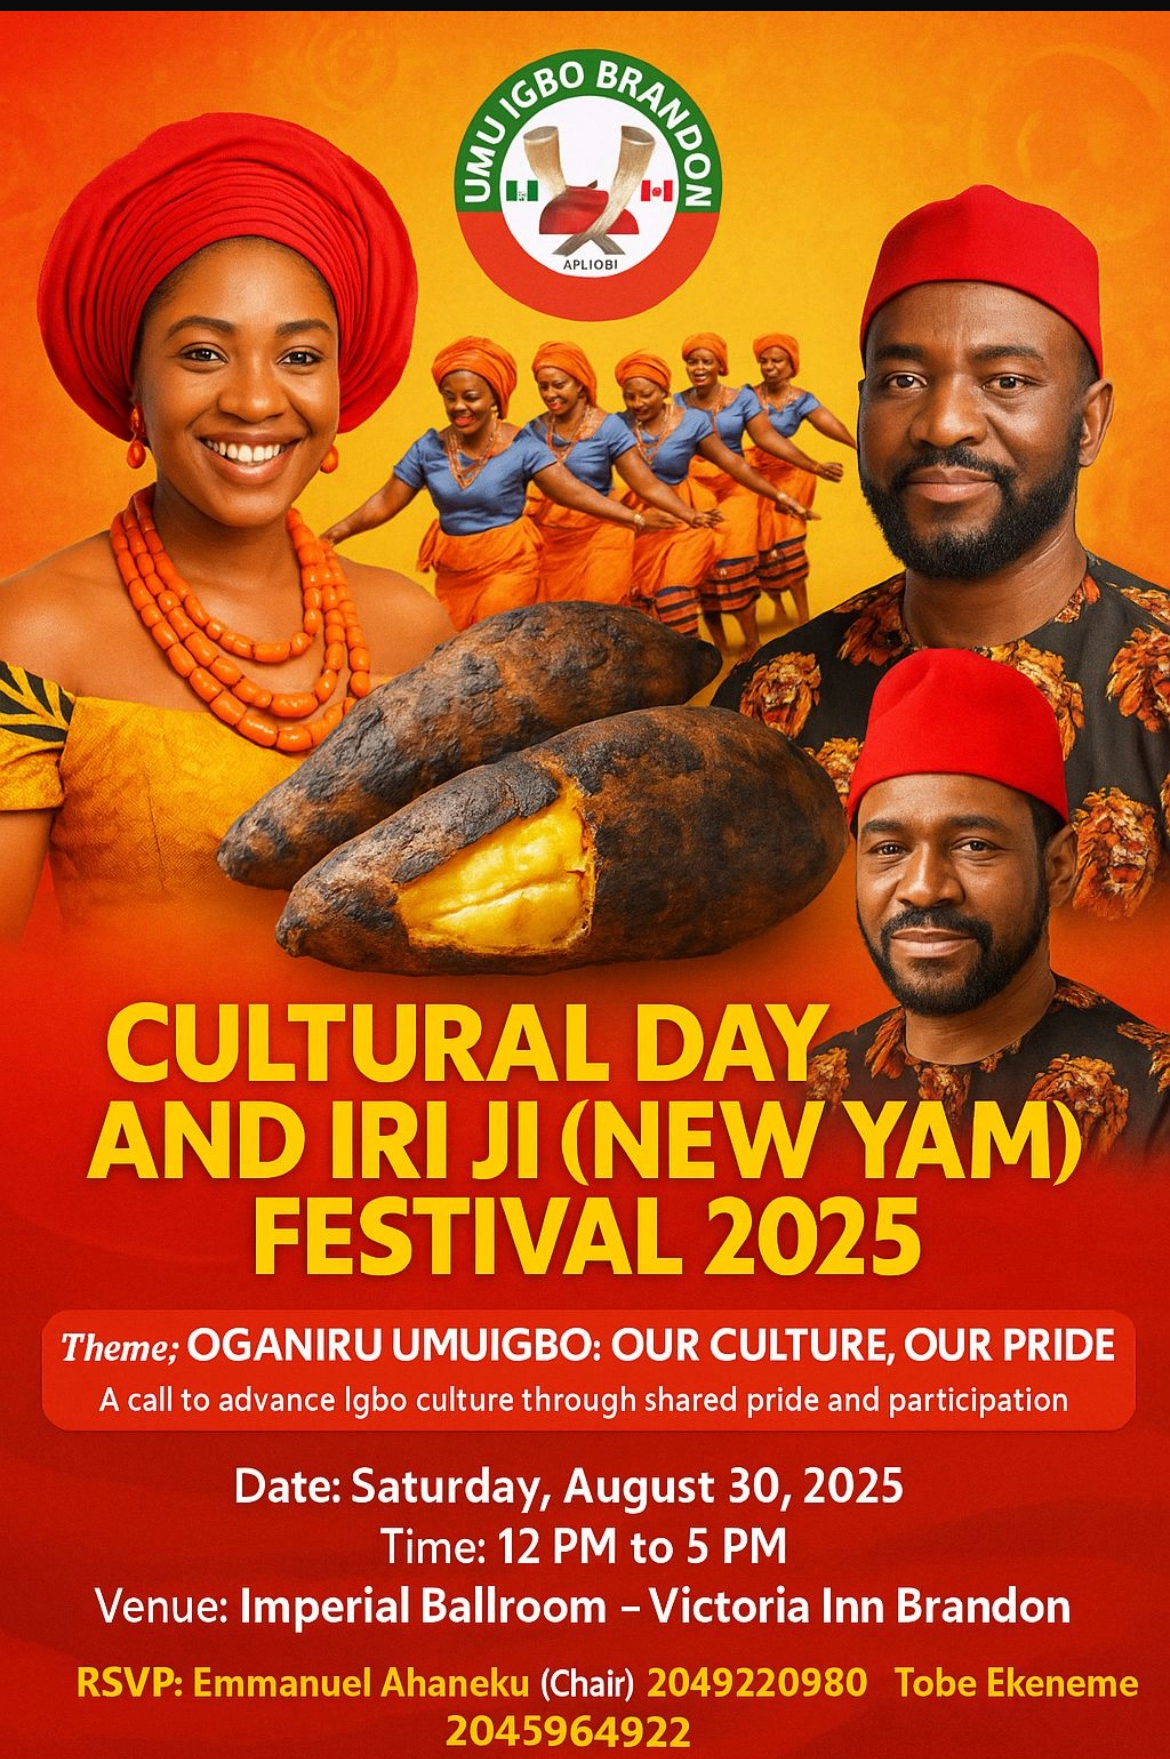 UMU IGBO BRANDON
APLIOBI
CULTURAL DAY
AND IRI JI (NEW YAM)
FESTIVAL 2025
Theme; OGANIRU UMUIGBO: OUR CULTURE, OUR PRIDE
A call to advance Igbo culture through shared pride and participation
Date: Saturday, August 30, 2025
Time: 12 PM to 5 PM
Venue: Imperial Ballroom – Victoria Inn Brandon
RSVP: Emmanuel Ahaneku (Chair) 2049220980 Tobe Ekeneme
2045964922